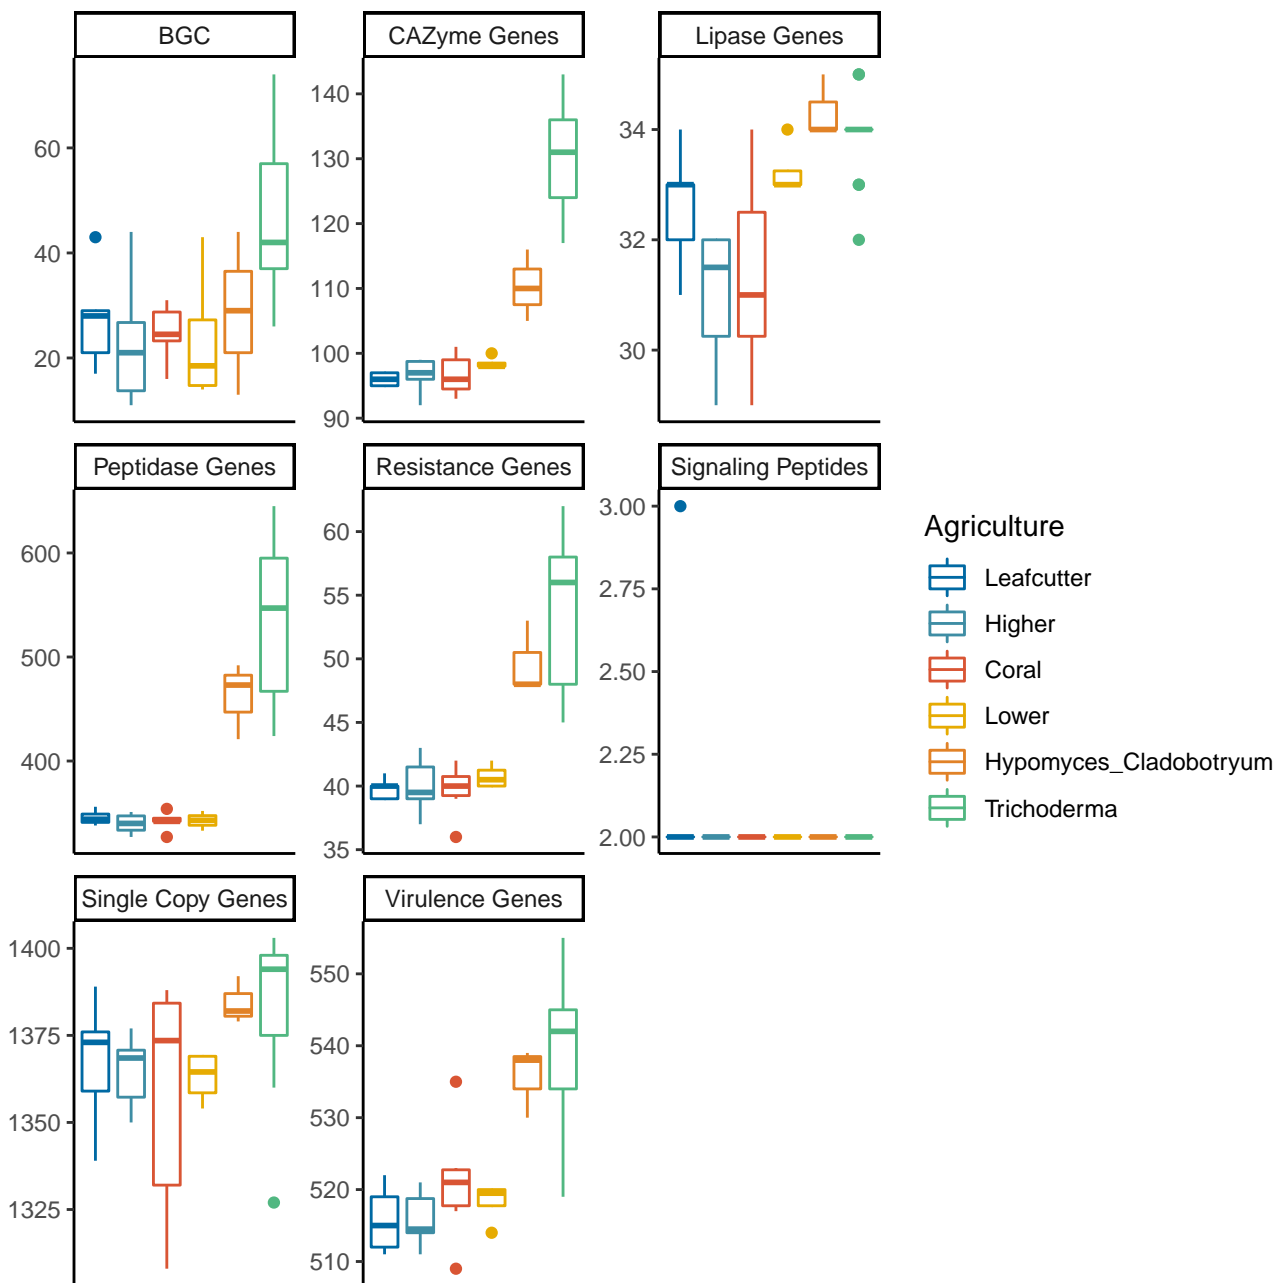 BGC
CAZyme Genes
Lipase Genes
60
40
20
140
130
120
110
100
90
34
32
30
Peptidase Genes
Resistance Genes
Signaling Peptides
600
500
400
60
55
50
45
40
35
3.00
2.75
2.50
2.25
2.00
Agriculture
Leafcutter
Higher
Coral
Lower
Hypomyces_Cladobotryum
Trichoderma
Single Copy Genes
Virulence Genes
1400
1375
1350
1325
550
540
530
520
510